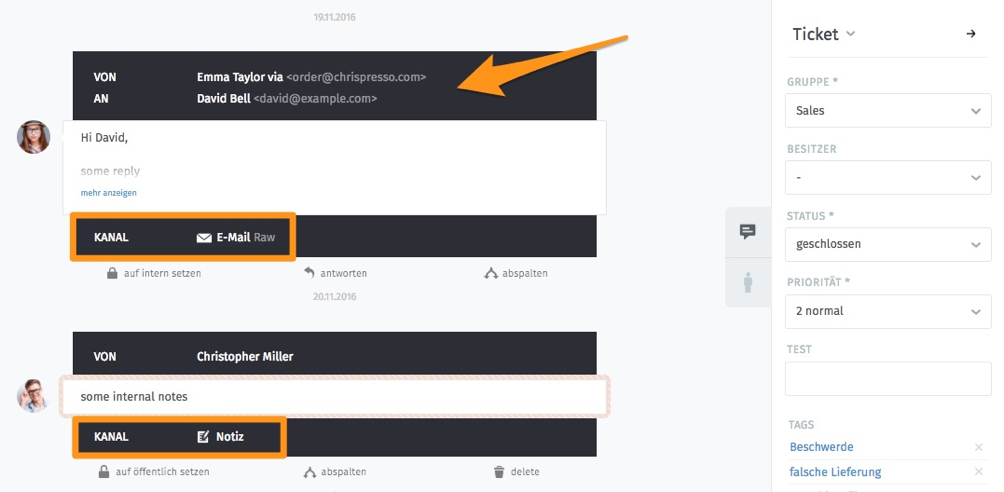 19.11.2016
VON Emma Taylor via <order@chrispresso.com>
AN David Bell <david@example.com>
Hi David,
some reply
mehr anzeigen
KANAL E-Mail Raw
auf intern setzen antworten abspalten
20.11.2016
VON Christopher Miller
some internal notes
KANAL Notiz
auf öffentlich setzen abspalten delete
Ticket
GRUPPE *
Sales
BESITZER
-
STATUS *
geschlossen
PRIORITÄT *
2 normal
TEST
TAGS
Beschwerde
falsche Lieferung